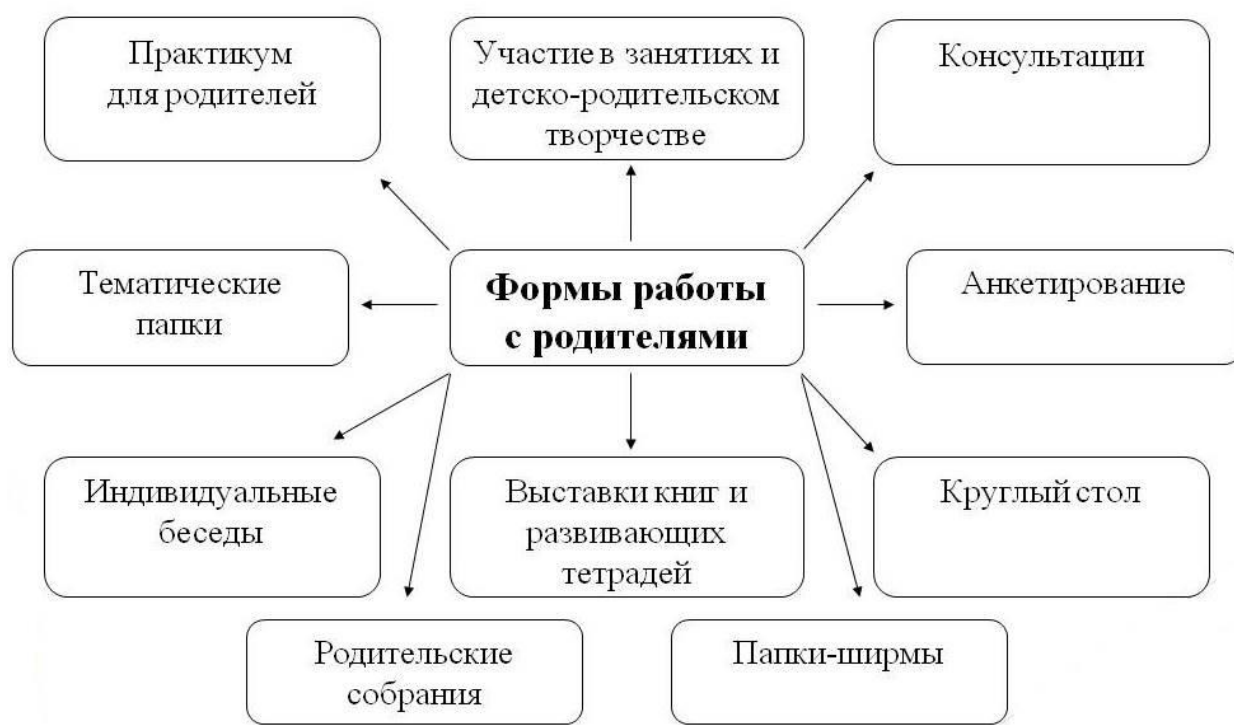 Практикум
для родителей
Участие в занятиях и
детско-родительском
творчестве
Консультации
Тематические
папки
Формы работы
с родителями
Анкетирование
Индивидуальные
беседы
Выставки книг и
развивающих
тетрадей
Круглый стол
Родительские
собрания
Папки-ширмы